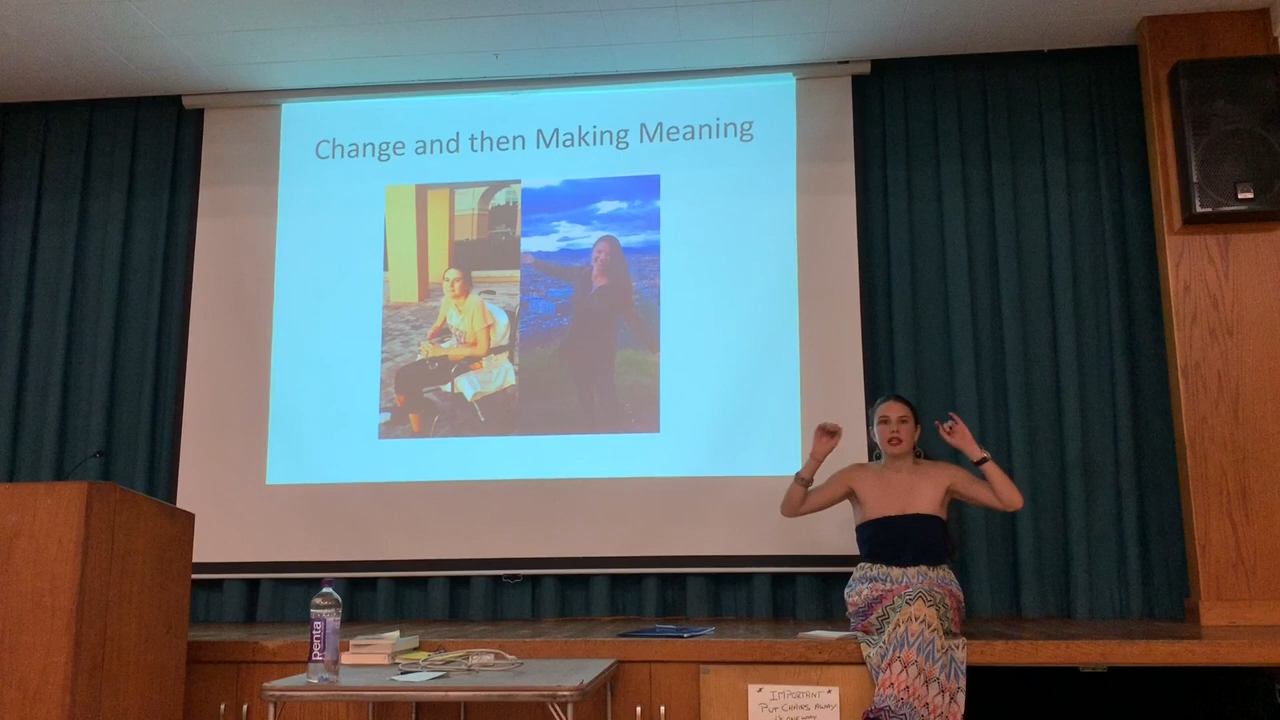 Change and then Making Meaning
penta
* IMPORTANT *
PUT CHAIRS AWAY